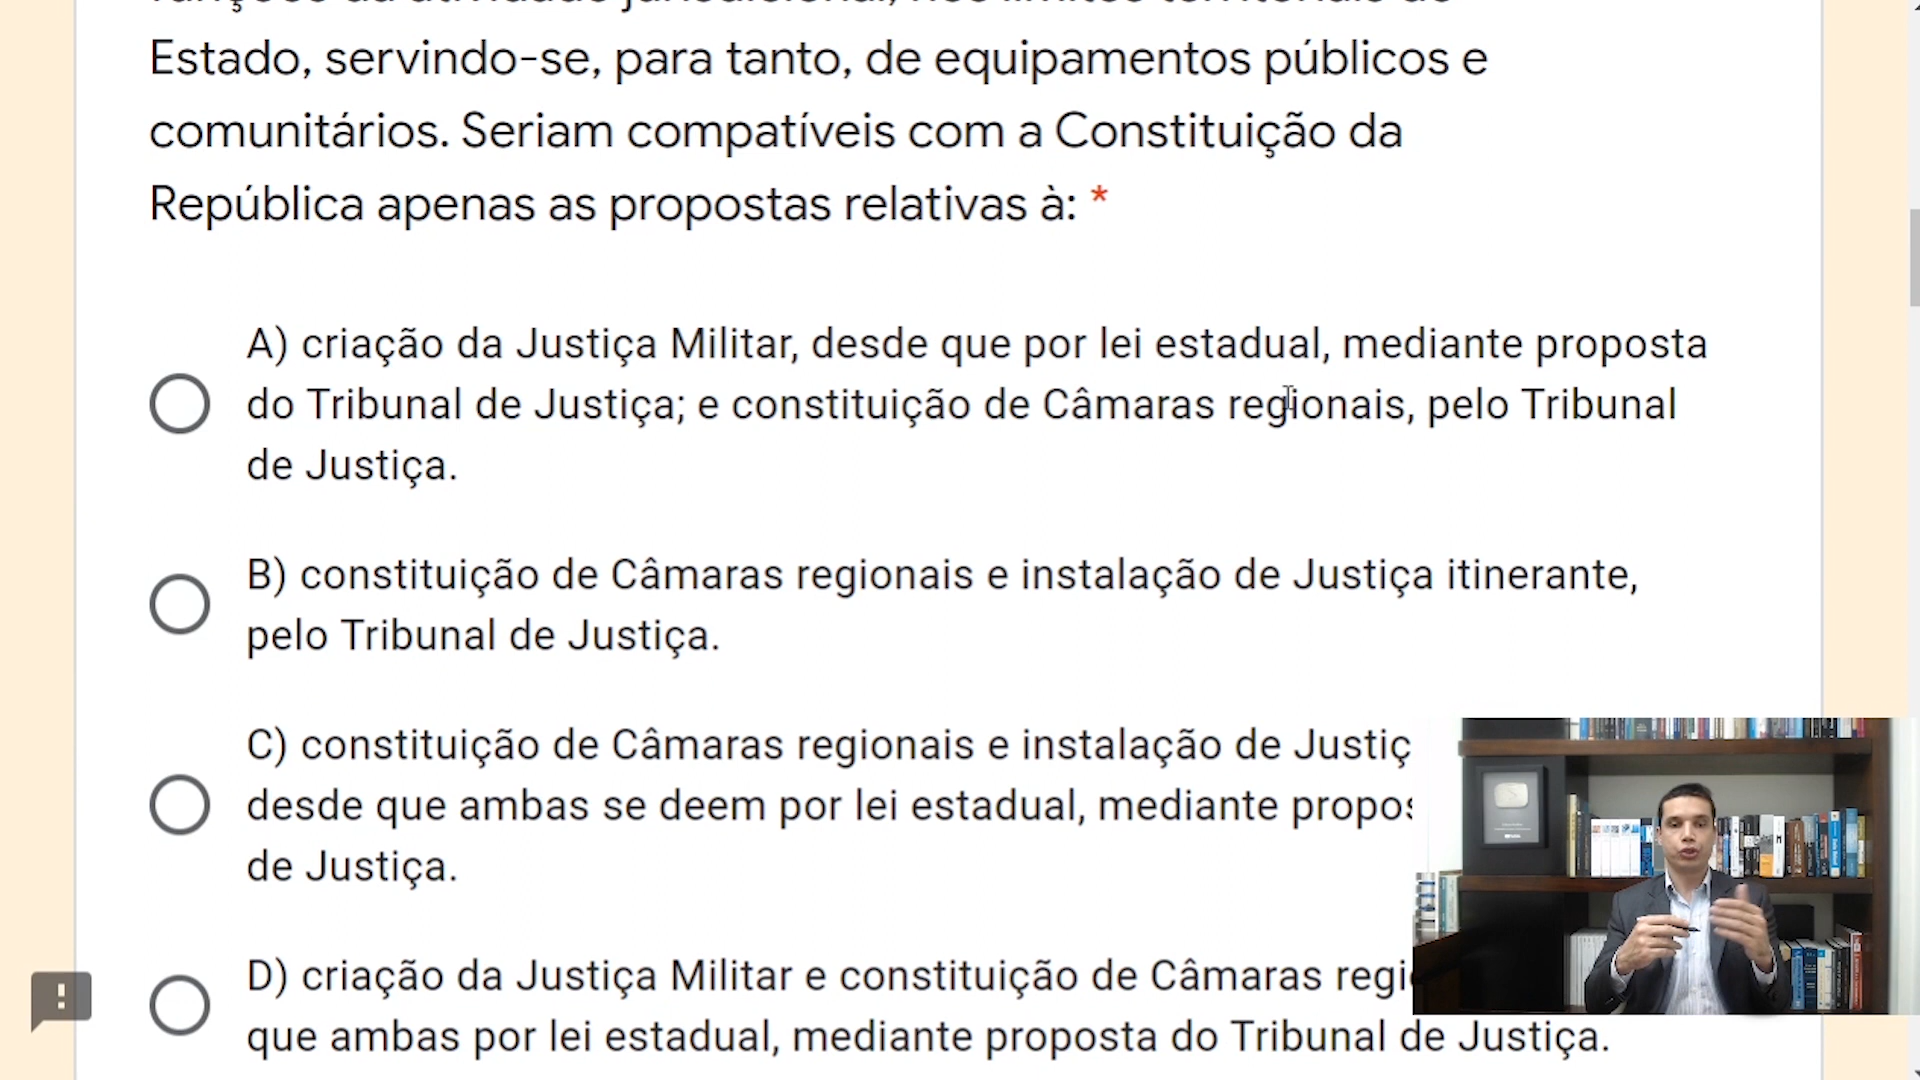 Estado, servindo-se, para tanto, de equipamentos públicos e
comunitários. Seriam compatíveis com a Constituição da
República apenas as propostas relativas à: *
A) criação da Justiça Militar, desde que por lei estadual, mediante proposta
do Tribunal de Justiça; e constituição de Câmaras regionais, pelo Tribunal
de Justiça.
B) constituição de Câmaras regionais e instalação de Justiça itinerante,
pelo Tribunal de Justiça.
C) constituição de Câmaras regionais e instalação de Justiç
desde que ambas se deem por lei estadual, mediante propos
de Justiça.
D) criação da Justiça Militar e constituição de Câmaras regi
que ambas por lei estadual, mediante proposta do Tribunal de Justiça.